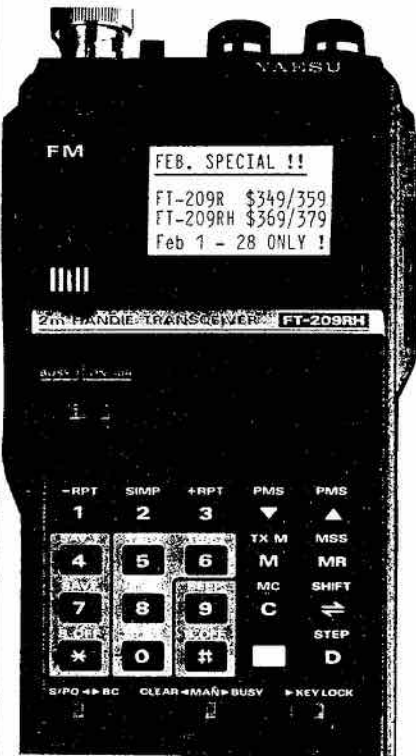 YAESU
FM
FEB. SPECIAL !!
FT-209R $349/359
FT-209RH $369/379
Feb 1 - 28 ONLY !
2m HANDIE TRANSCEIVER FT-209RH
BUSY
-RPT SIMP +RPT PMS PMS
1 2 3 ▼ ▲
TX M MSS
4 5 6 M MR
MC SHIFT
7 8 9 C ⇌
STEP
* 0 # D
S/PO ◄► BC CLEAR ◄MAN► BUSY ► KEY LOCK